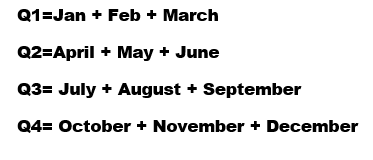 Q1=Jan + Feb + March
Q2=April + May + June
Q3= July + August + September
Q4= October + November + December